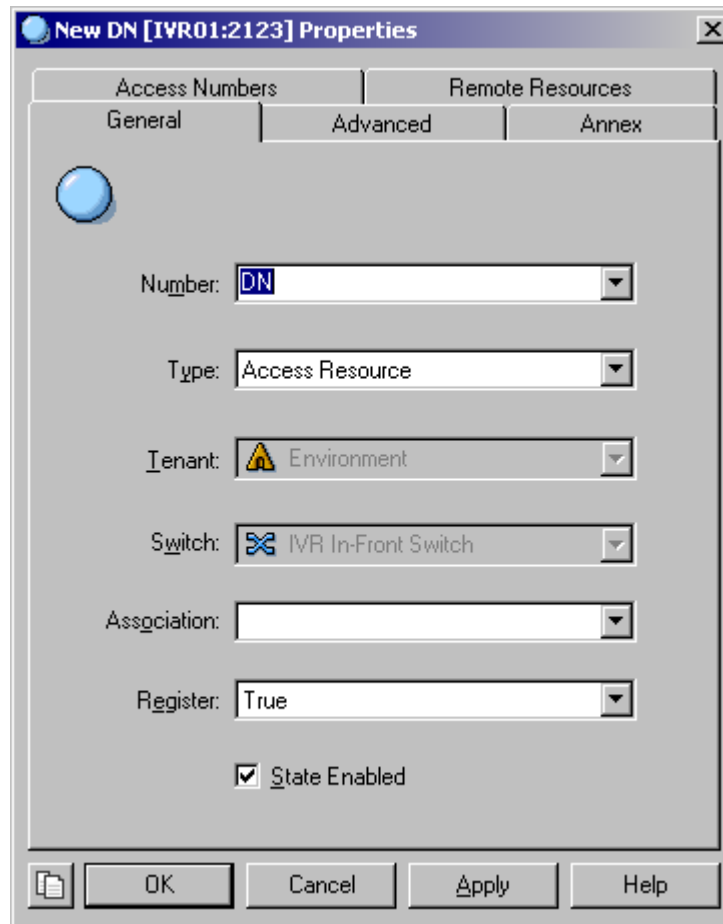 New DN [IVR01:2123] Properties
Access Numbers Remote Resources
General Advanced Annex
Number: DN
Type: Access Resource
Tenant: Environment
Switch: IVR In-Front Switch
Association:
Register: True
State Enabled
OK Cancel Apply Help